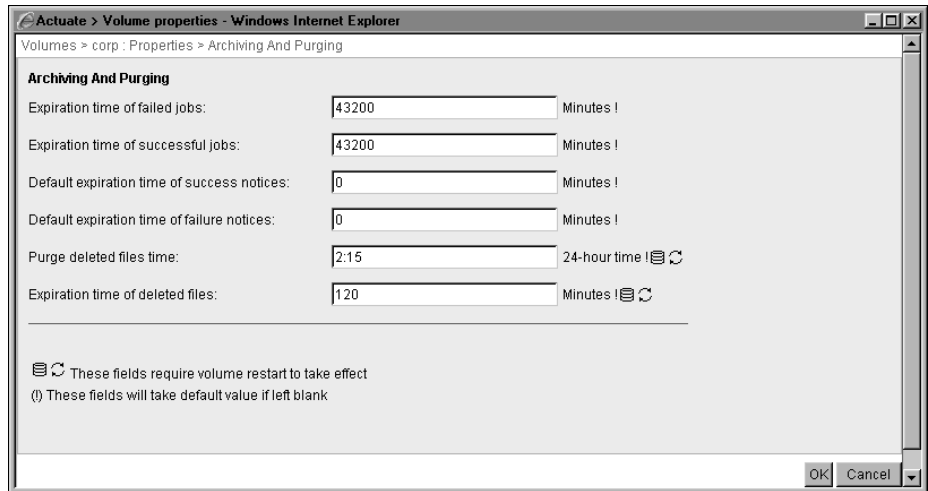 Actuate > Volume properties - Windows Internet Explorer
Volumes > corp : Properties > Archiving And Purging
Archiving And Purging
Expiration time of failed jobs: 43200 Minutes !
Expiration time of successful jobs: 43200 Minutes !
Default expiration time of success notices: 0 Minutes !
Default expiration time of failure notices: 0 Minutes !
Purge deleted files time: 2:15 24-hour time !
Expiration time of deleted files: 120 Minutes !
These fields require volume restart to take effect
(!) These fields will take default value if left blank
OK Cancel